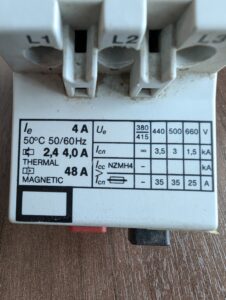 L1 L2 L3
Ie 4 A
50°C 50/60Hz
2,4 4,0 A
THERMAL
48 A
MAGNETIC
Ue 380/415 440 500 660 V
Icn ∞ 3,5 3 1,5 kA
Icc NZMH4 - - - kA
> Icn - 35 35 25 A